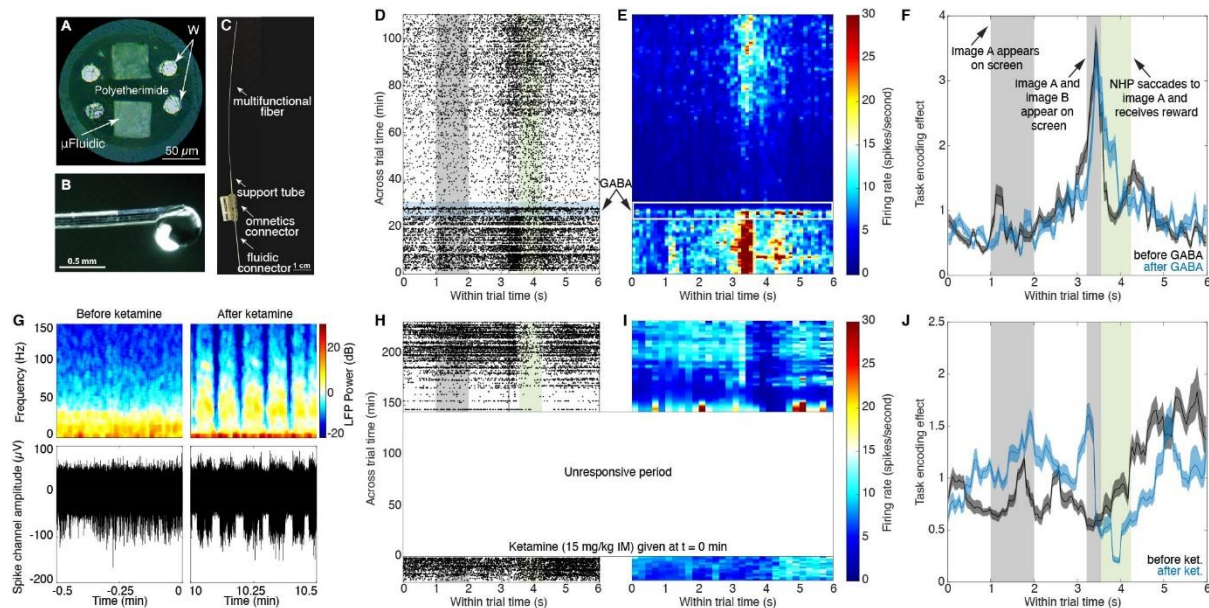 A
W
Polyetherimide
µFluidic
50 µm
B
0.5 mm
C
multifunctional
fiber
support tube
omnetics
connector
fluidic
connector
1 cm
D
Across trial time (min)
100
80
60
40
20
0
0 1 2 3 4 5 6
Within trial time (s)
GABA
E
0 1 2 3 4 5 6
Within trial time (s)
30
25
20
15
10
5
0
Firing rate (spikes/second)
F
Image A appears
on screen
Image A and
image B
appear on
screen
NHP saccades to
image A and
receives reward
Task encoding effect
4
3
2
1
0
before GABA
after GABA
0 1 2 3 4 5 6
Within trial time (s)
G
Before ketamine
After ketamine
Frequency (Hz)
150
100
50
0
20
0
-20
LFP Power (dB)
Spike channel amplitude (µV)
100
0
-100
-200
-0.5 -0.25 0
Time (min)
10 10.25 10.5
Time (min)
H
Across trial time (min)
200
150
140
100
50
0
Unresponsive period
Ketamine (15 mg/kg IM) given at t = 0 min
0 1 2 3 4 5 6
Within trial time (s)
I
0 1 2 3 4 5 6
Within trial time (s)
30
25
20
15
10
5
0
Firing rate (spikes/second)
J
Task encoding effect
2.5
2
1.5
1
0.5
0
before ket.
after ket.
0 1 2 3 4 5 6
Within trial time (s)